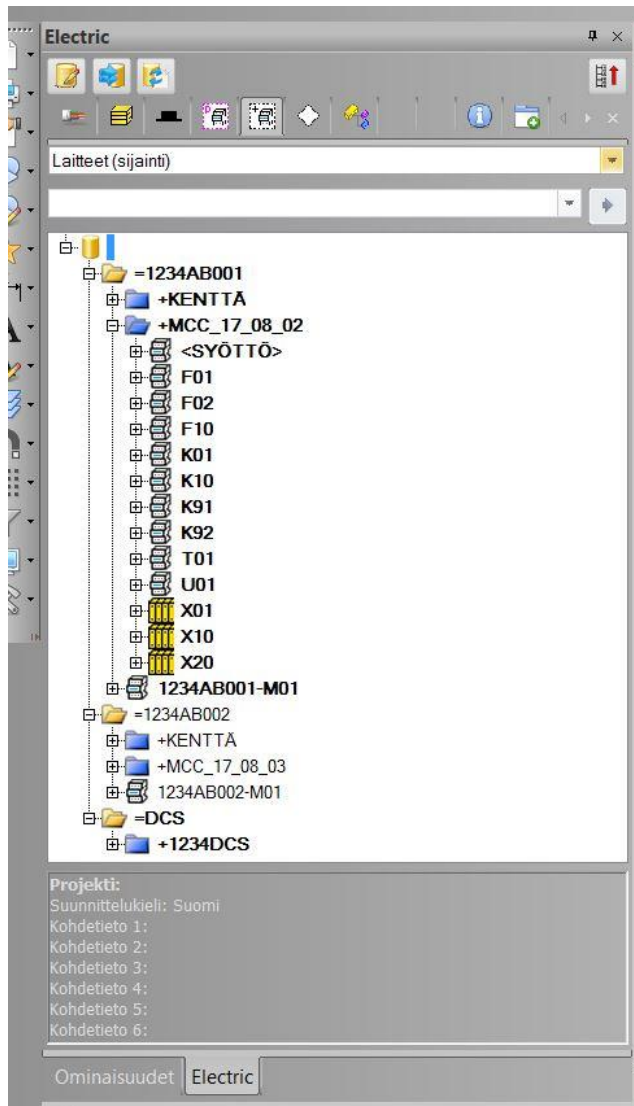 Electric
Laitteet (sijainti)
=1234AB001
+KENTTÄ
+MCC_17_08_02
<SYÖTTÖ>
F01
F02
F10
K01
K10
K91
K92
T01
U01
X01
X10
X20
1234AB001-M01
=1234AB002
+KENTTÄ
+MCC_17_08_03
1234AB002-M01
=DCS
+1234DCS
Projekti:
Suunnittelukieli: Suomi
Kohdetieto 1:
Kohdetieto 2:
Kohdetieto 3:
Kohdetieto 4:
Kohdetieto 5:
Kohdetieto 6:
Ominaisuudet Electric